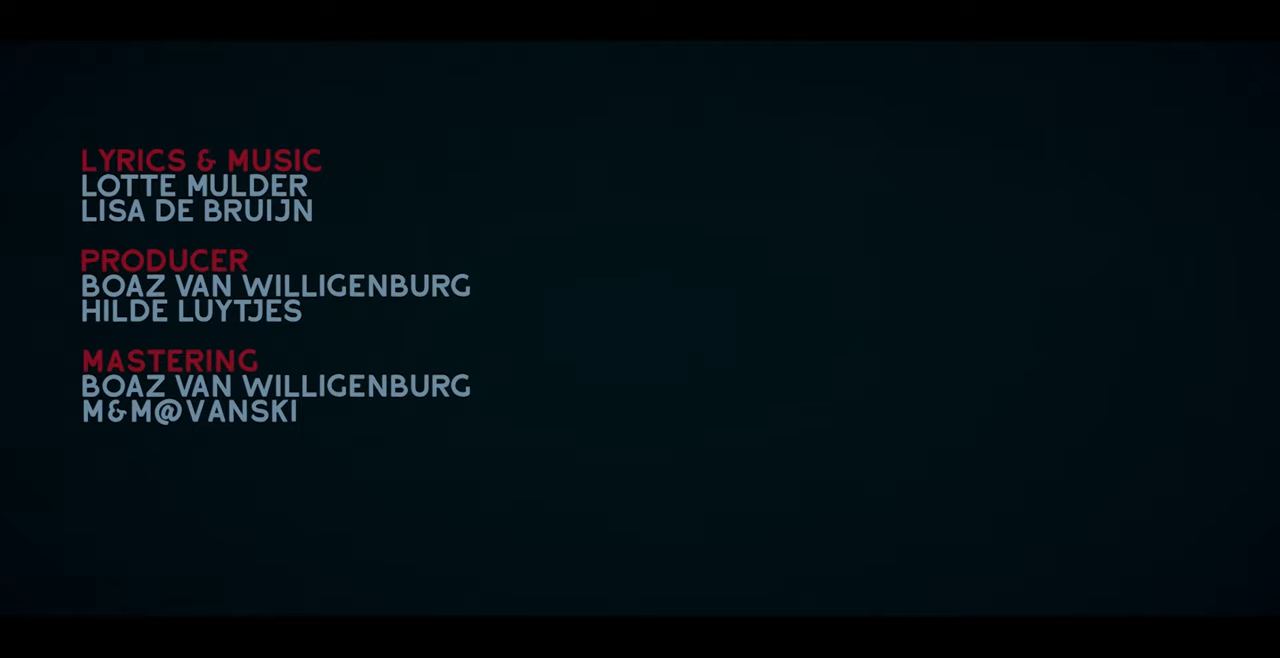 LYRICS & MUSIC
LOTTE MULDER
LISA DE BRUIJN
PRODUCER
BOAZ VAN WILLIGENBURG
HILDE LUYTJES
MASTERING
BOAZ VAN WILLIGENBURG
M&M@VANSKI